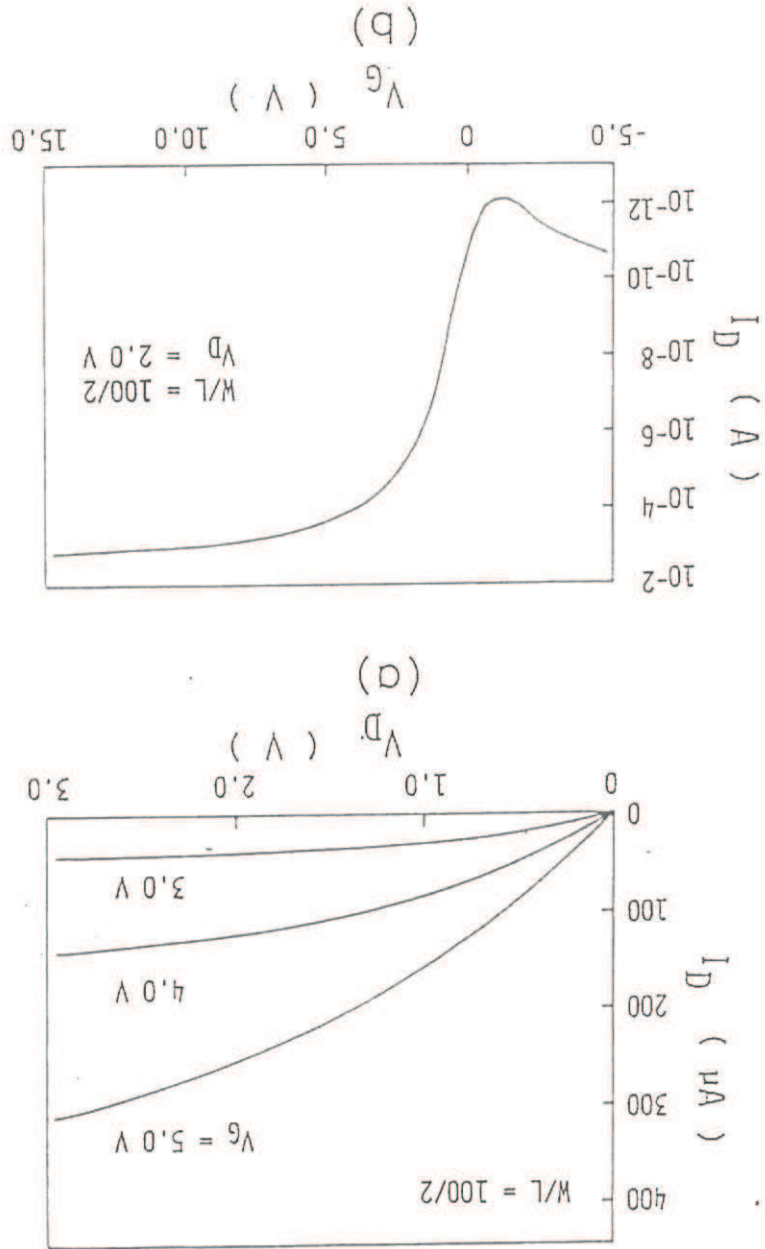 I_D ( µA )
400
300
200
100
0
W/L = 100/2
V_G = 5.0 V
4.0 V
3.0 V
0 1.0 2.0 3.0
V_D ( V )
(a)
I_D ( A )
10⁻²
10⁻⁴
10⁻⁶
10⁻⁸
10⁻¹⁰
10⁻¹²
W/L = 100/2
V_D = 2.0 V
-5.0 0 5.0 10.0 15.0
V_G ( V )
(b)